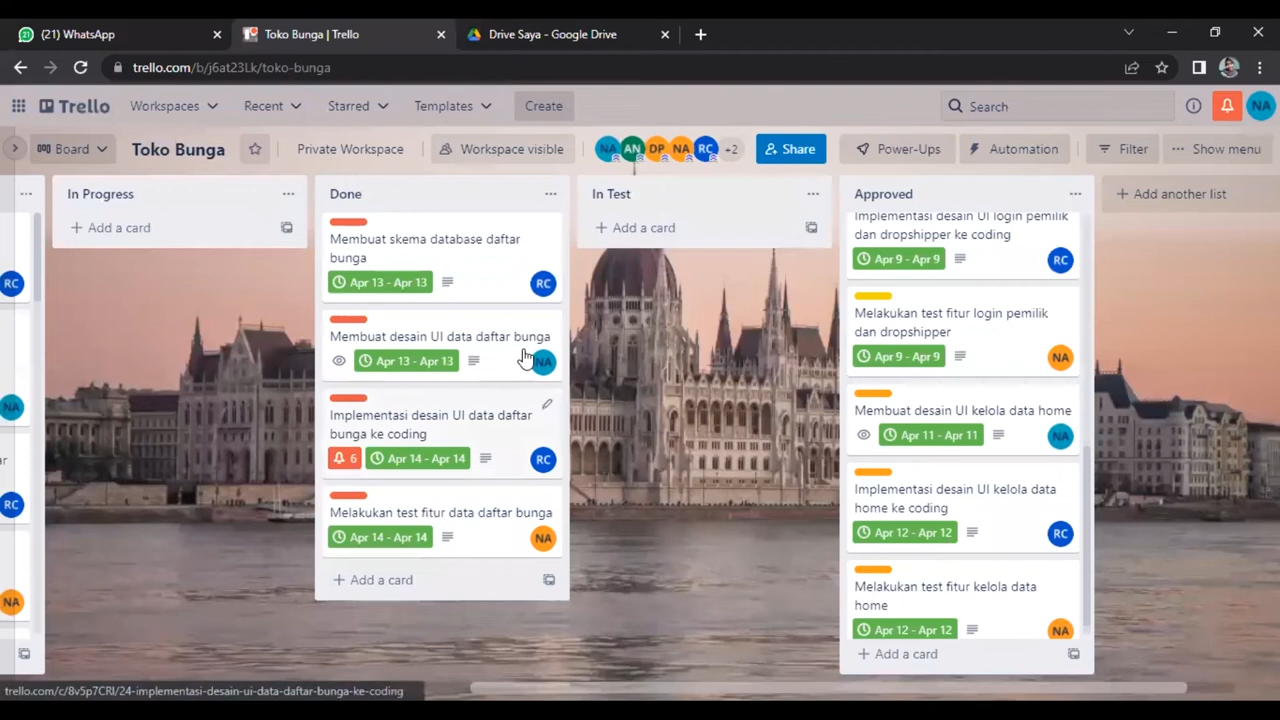 (21) WhatsApp
Toko Bunga | Trello
Drive Saya - Google Drive
trello.com/b/j6at23Lk/toko-bunga
Trello
Workspaces
Recent
Starred
Templates
Create
Search
NA
Board
Toko Bunga
Private Workspace
Workspace visible
NA
AN
DP
NA
RC
+2
Share
Power-Ups
Automation
Filter
Show menu
RC
NA
ar
RC
NA
In Progress
Add a card
Done
Membuat skema database daftar
bunga
Apr 13 - Apr 13
RC
Membuat desain UI data daftar bunga
Apr 13 - Apr 13
NA
Implementasi desain UI data daftar
bunga ke coding
6
Apr 14 - Apr 14
RC
Melakukan test fitur data daftar bunga
Apr 14 - Apr 14
NA
Add a card
In Test
Add a card
Approved
Implementasi desain UI login pemilik
dan dropshipper ke coding
Apr 9 - Apr 9
RC
Melakukan test fitur login pemilik
dan dropshipper
Apr 9 - Apr 9
NA
Membuat desain UI kelola data home
Apr 11 - Apr 11
NA
Implementasi desain UI kelola data
home ke coding
Apr 12 - Apr 12
RC
Melakukan test fitur kelola data
home
Apr 12 - Apr 12
NA
Add a card
Add another list
trello.com/c/8v5p7CRI/24-implementasi-desain-ui-data-daftar-bunga-ke-coding